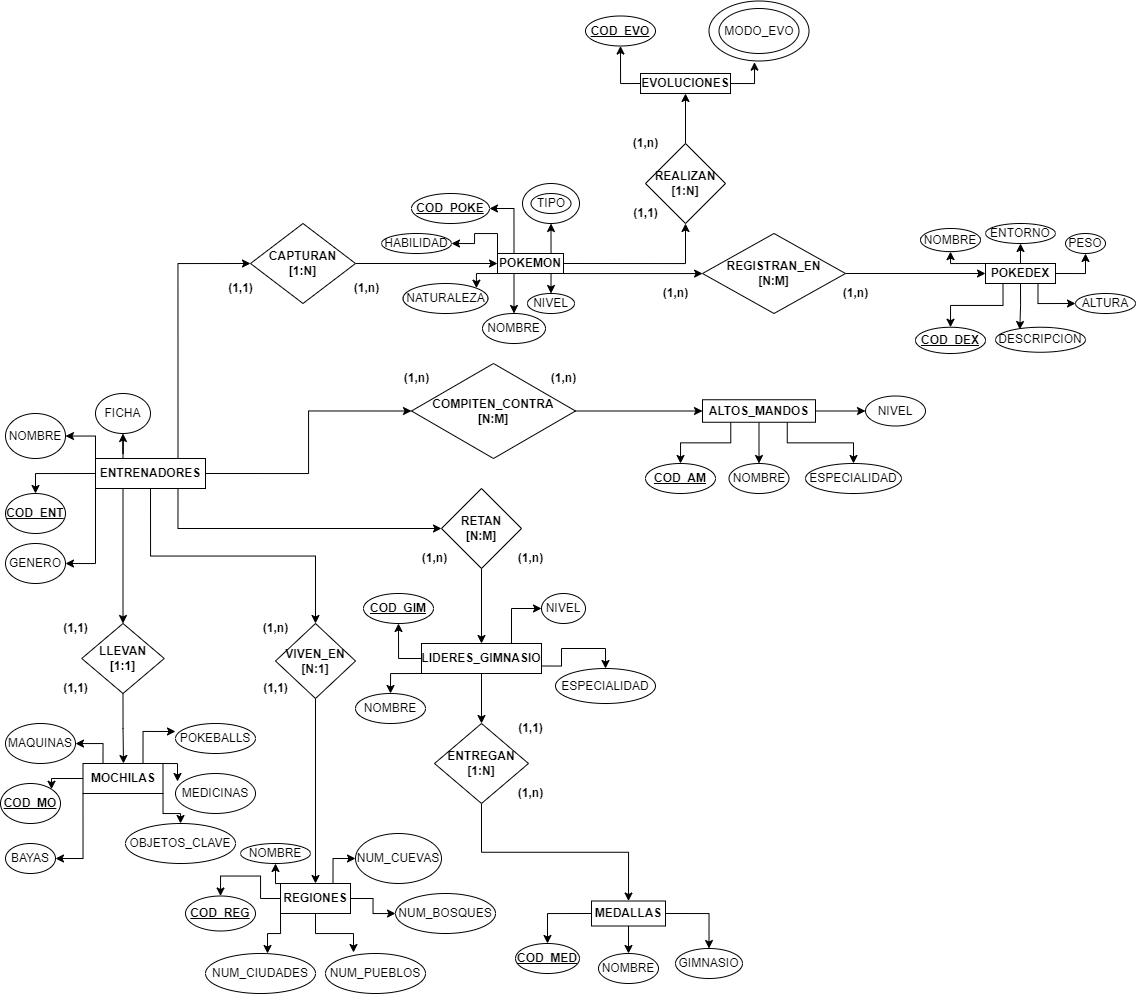 COD_EVO
MODO_EVO
EVOLUCIONES
(1,n)
REALIZAN
[1:N]
(1,1)
COD_POKE
TIPO
HABILIDAD
CAPTURAN
[1:N]
(1,1)
(1,n)
POKEMON
NATURALEZA
NIVEL
NOMBRE
REGISTRAN_EN
[N:M]
(1,n)
(1,n)
NOMBRE
ENTORNO
PESO
POKEDEX
ALTURA
COD_DEX
DESCRIPCION
(1,n)
(1,n)
COMPITEN_CONTRA
[N:M]
ALTOS_MANDOS
NIVEL
COD_AM
NOMBRE
ESPECIALIDAD
FICHA
NOMBRE
ENTRENADORES
COD_ENT
GENERO
RETAN
[N:M]
(1,n)
(1,n)
COD_GIM
NIVEL
LIDERES_GIMNASIO
ESPECIALIDAD
NOMBRE
(1,1)
LLEVAN
[1:1]
(1,1)
(1,n)
VIVEN_EN
[N:1]
(1,1)
(1,1)
ENTREGAN
[1:N]
(1,n)
MAQUINAS
POKEBALLS
MOCHILAS
COD_MO
MEDICINAS
OBJETOS_CLAVE
BAYAS
NOMBRE
NUM_CUEVAS
REGIONES
COD_REG
NUM_BOSQUES
NUM_CIUDADES
NUM_PUEBLOS
MEDALLAS
COD_MED
NOMBRE
GIMNASIO